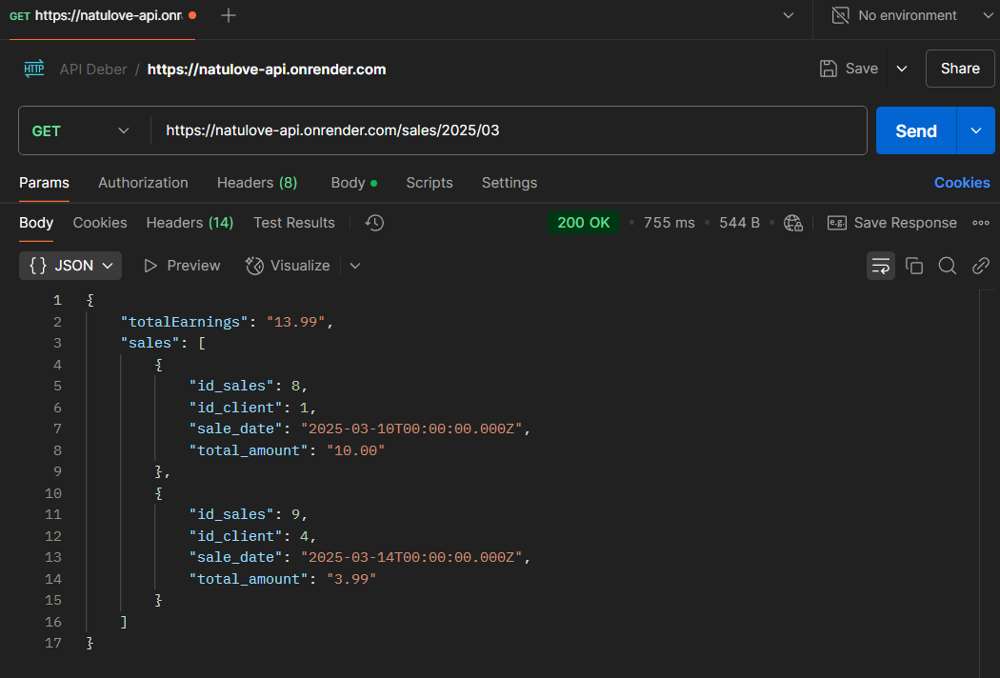 GET https://natulove-api.onr
No environment
HTTP API Deber / https://natulove-api.onrender.com
Save
Share
GET
https://natulove-api.onrender.com/sales/2025/03
Send
Params Authorization Headers (8) Body Scripts Settings Cookies
Body Cookies Headers (14) Test Results 200 OK • 755 ms • 544 B e.g. Save Response
{} JSON Preview Visualize
1 {
2 "totalEarnings": "13.99",
3 "sales": [
4 {
5 "id_sales": 8,
6 "id_client": 1,
7 "sale_date": "2025-03-10T00:00:00.000Z",
8 "total_amount": "10.00"
9 },
10 {
11 "id_sales": 9,
12 "id_client": 4,
13 "sale_date": "2025-03-14T00:00:00.000Z",
14 "total_amount": "3.99"
15 }
16 ]
17 }